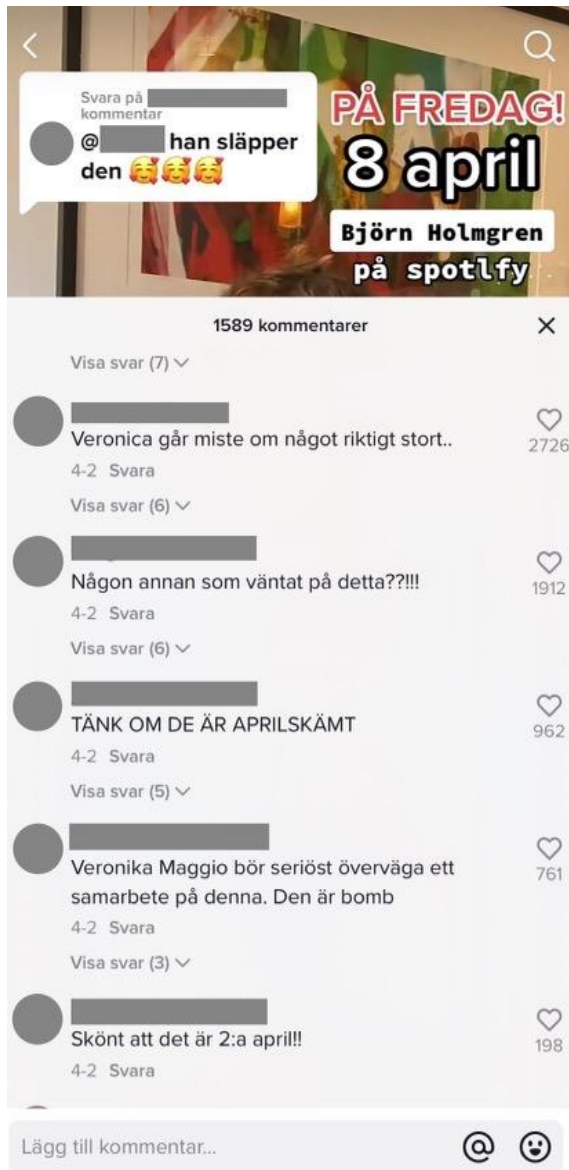 Svara på
kommentar
@ han släpper
den 🥰🥰🥰
PÅ FREDAG!
8 april
Björn Holmgren
på spotlfy
1589 kommentarer
Visa svar (7)
Veronica går miste om något riktigt stort..
2726
4-2 Svara
Visa svar (6)
Någon annan som väntat på detta??!!!
1912
4-2 Svara
Visa svar (6)
TÄNK OM DE ÄR APRILSKÄMT
962
4-2 Svara
Visa svar (5)
Veronika Maggio bör seriöst överväga ett
761
samarbete på denna. Den är bomb
4-2 Svara
Visa svar (3)
Skönt att det är 2:a april!!
198
4-2 Svara
Lägg till kommentar...
@